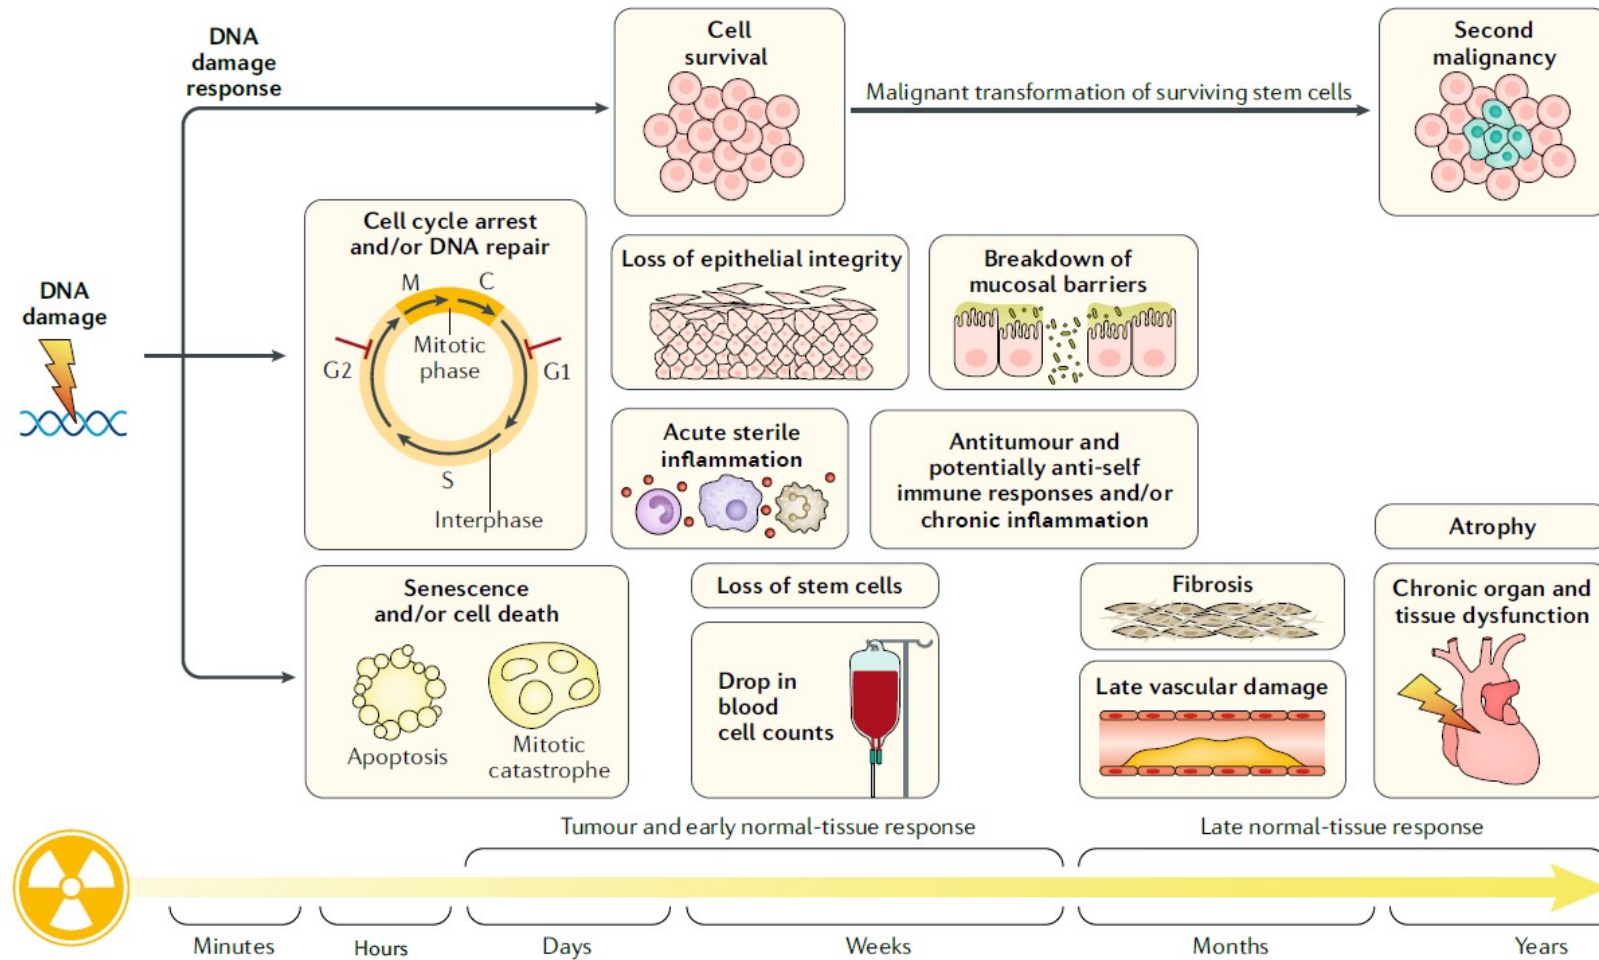 DNA
damage
response
Cell
survival
Malignant transformation of surviving stem cells
Second
malignancy
DNA
damage
Cell cycle arrest
and/or DNA repair
M
C
Mitotic
phase
G2
G1
S
Interphase
Loss of epithelial integrity
Breakdown of
mucosal barriers
Acute sterile
inflammation
Antitumour and
potentially anti-self
immune responses and/or
chronic inflammation
Atrophy
Senescence
and/or cell death
Apoptosis
Mitotic
catastrophe
Loss of stem cells
Drop in
blood
cell counts
Fibrosis
Late vascular damage
Chronic organ and
tissue dysfunction
Tumour and early normal-tissue response
Late normal-tissue response
Minutes
Hours
Days
Weeks
Months
Years